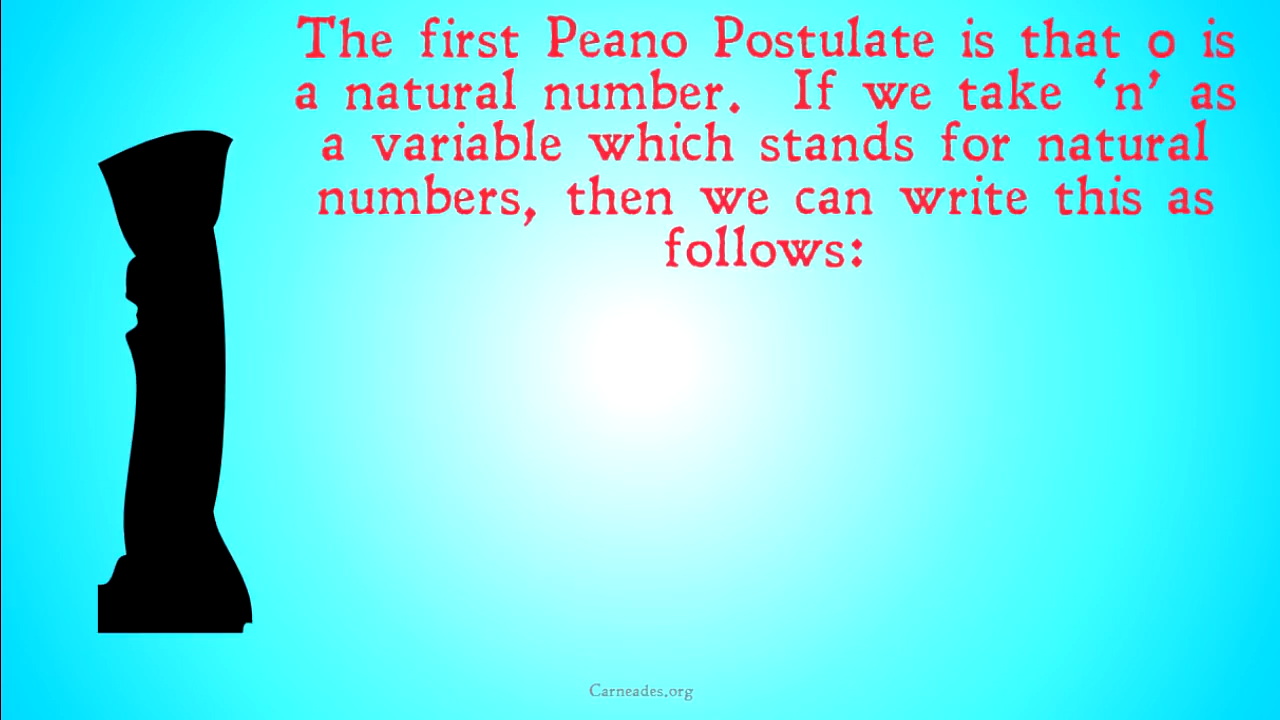 The first Peano Postulate is that 0 is
a natural number. If we take ‘n’ as
a variable which stands for natural
numbers, then we can write this as
follows:
Carneades.org